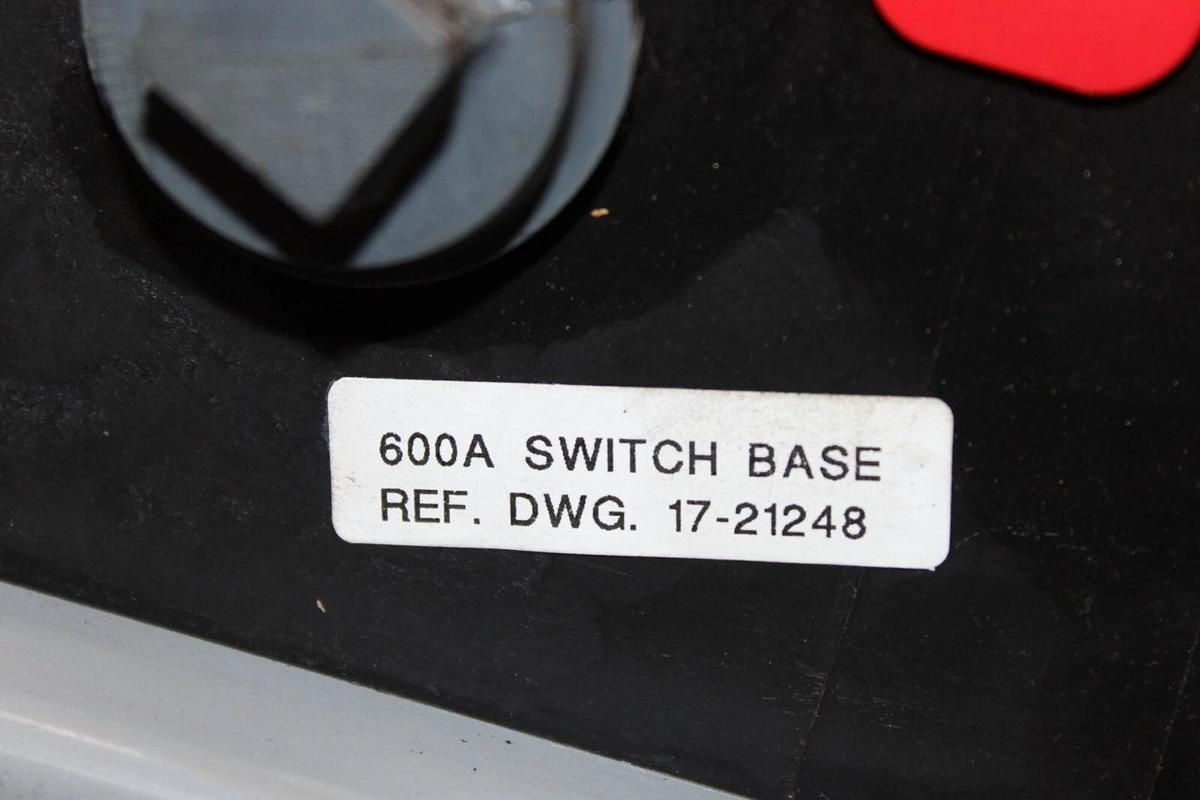 600A SWITCH BASE
REF. DWG. 17-21248